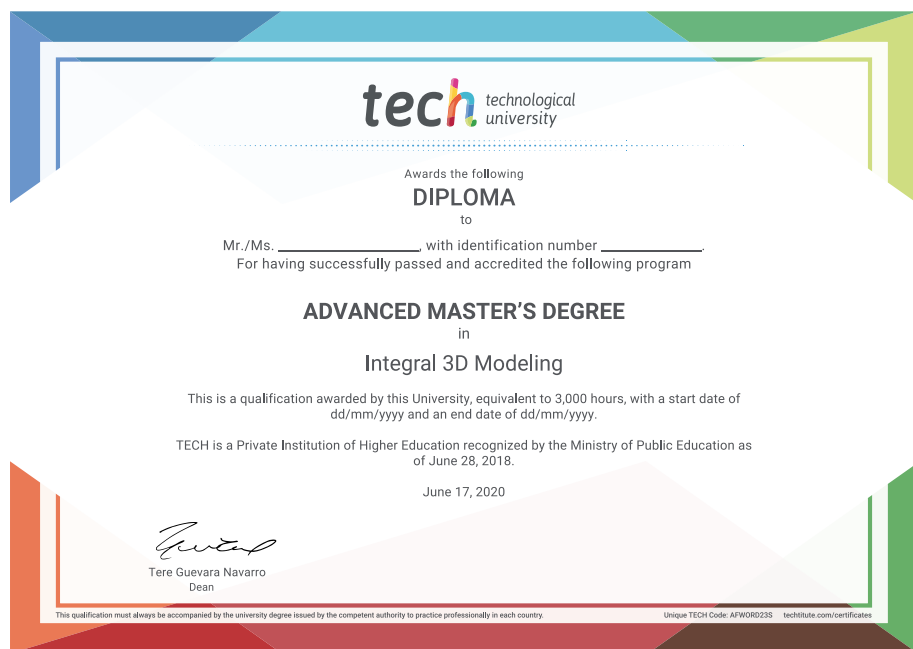 tech technological
university
Awards the following
DIPLOMA
to
Mr./Ms. ____________________, with identification number ______________.
For having successfully passed and accredited the following program
ADVANCED MASTER'S DEGREE
in
Integral 3D Modeling
This is a qualification awarded by this University, equivalent to 3,000 hours, with a start date of
dd/mm/yyyy and an end date of dd/mm/yyyy.
TECH is a Private Institution of Higher Education recognized by the Ministry of Public Education as
of June 28, 2018.
June 17, 2020
Tere Guevara Navarro
Dean
This qualification must always be accompanied by the university degree issued by the competent authority to practice professionally in each country.
Unique TECH Code: AFWORD23S techtitute.com/certificates